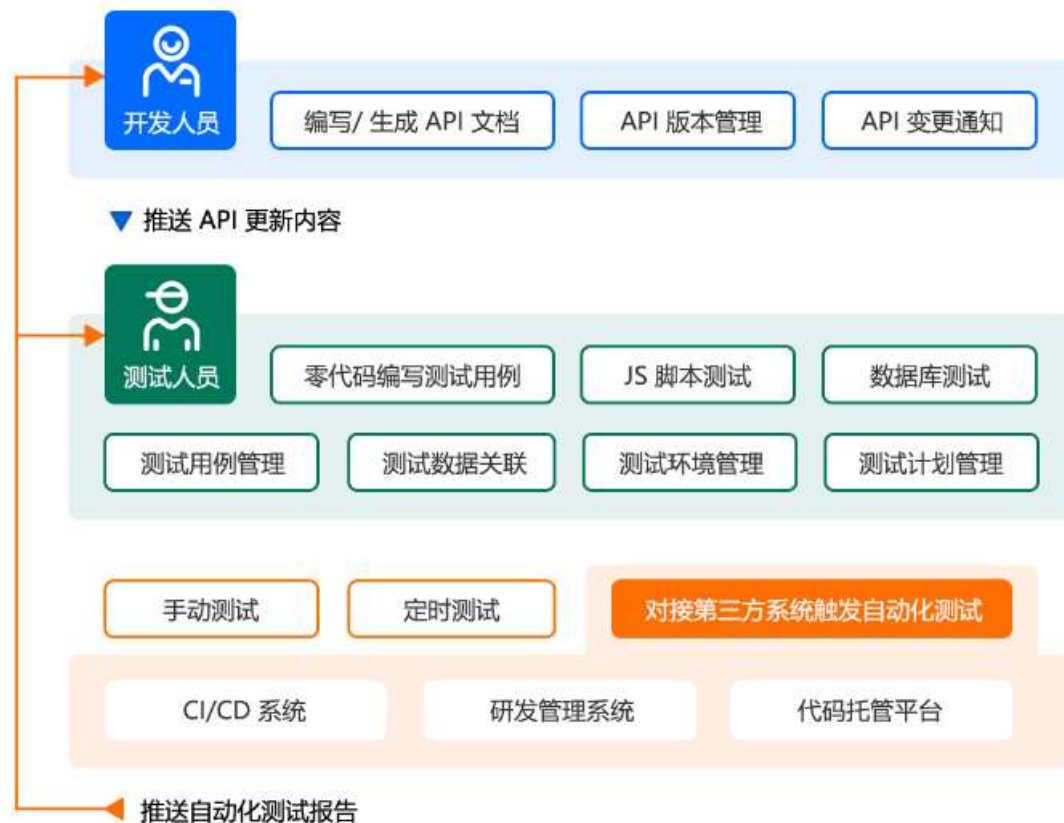 开发人员
编写/ 生成 API 文档
API 版本管理
API 变更通知
推送 API 更新内容
测试人员
零代码编写测试用例
JS 脚本测试
数据库测试
测试用例管理
测试数据关联
测试环境管理
测试计划管理
手动测试
定时测试
对接第三方系统触发自动化测试
CI/CD 系统
研发管理系统
代码托管平台
推送自动化测试报告